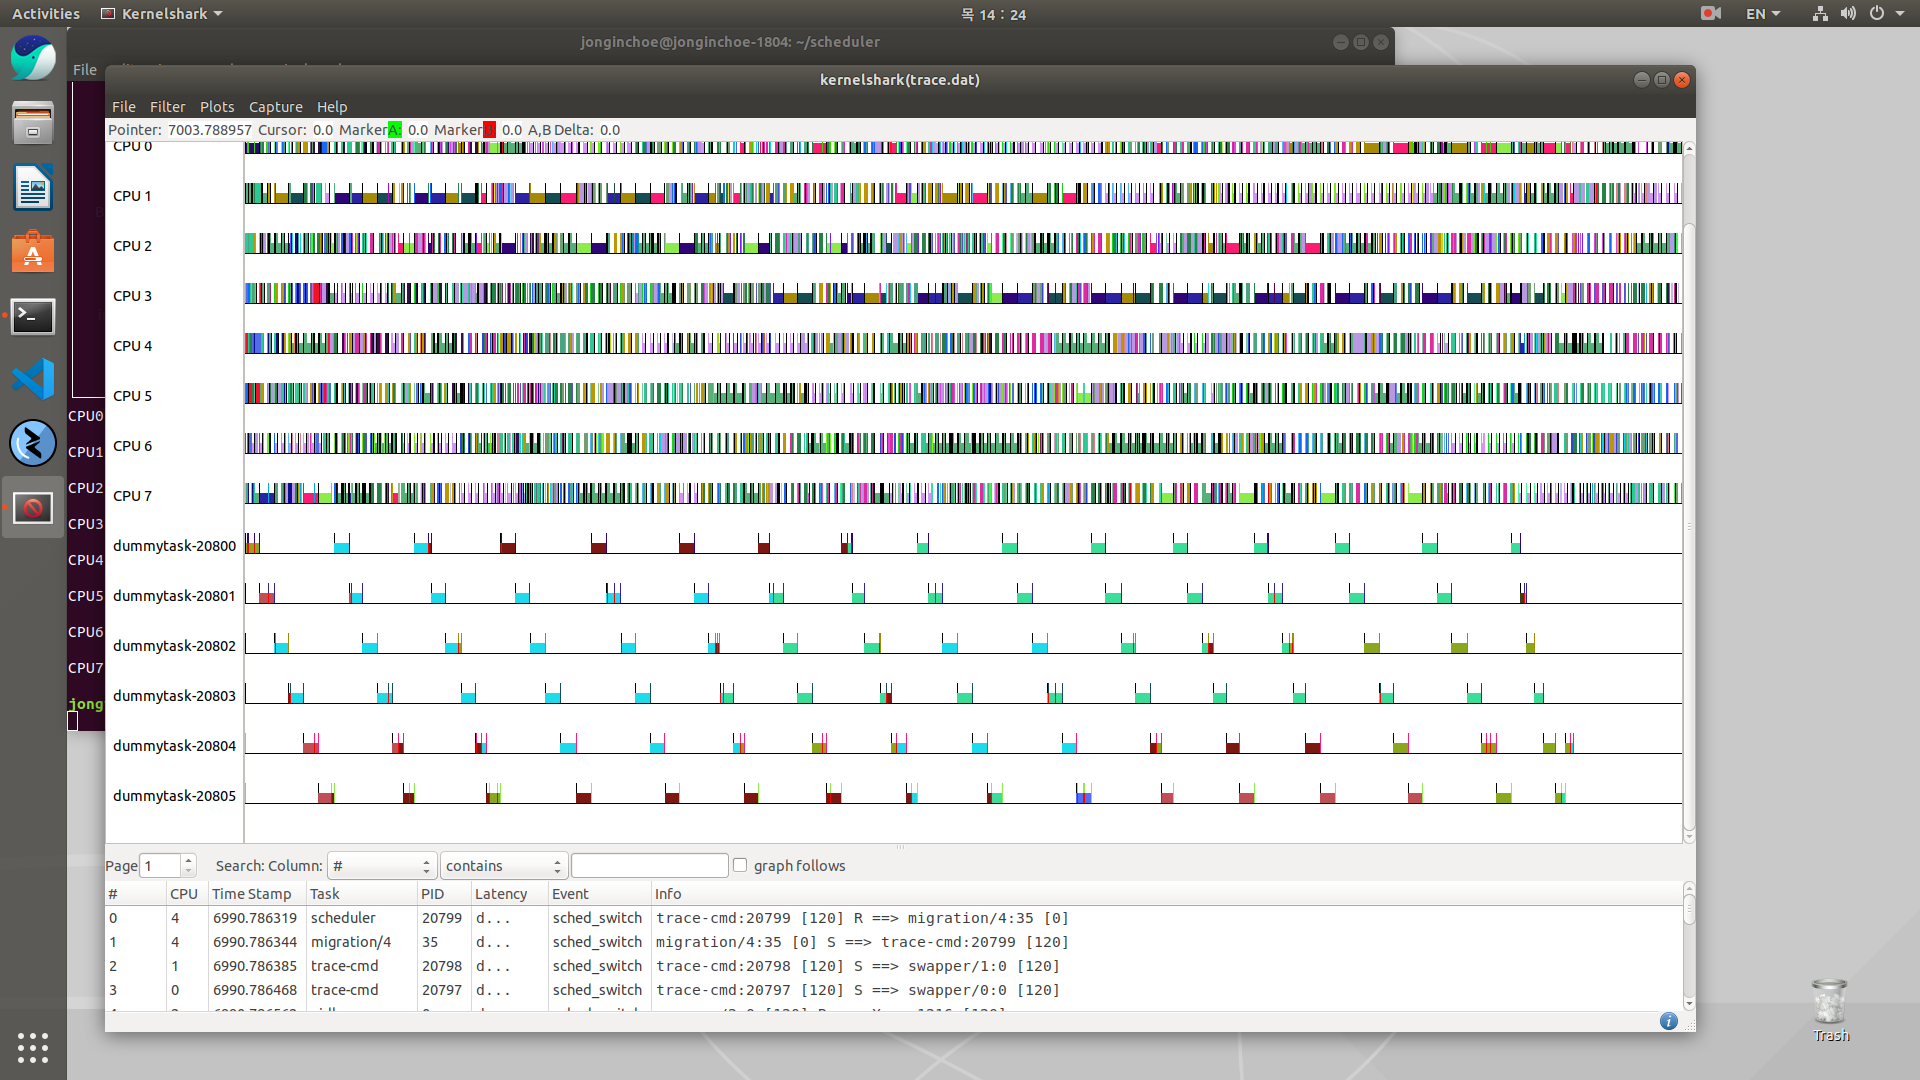 Activities Kernelshark 목 14 : 24 EN
jonginchoe@jonginchoe-1804: ~/scheduler
File
kernelshark(trace.dat)
File Filter Plots Capture Help
Pointer: 7003.788957 Cursor: 0.0 Marker A: 0.0 Marker 0.0 A,B Delta: 0.0
CPU 0
CPU 1
CPU 2
CPU 3
CPU 4
CPU 5
CPU 6
CPU 7
dummytask-20800
dummytask-20801
dummytask-20802
dummytask-20803
dummytask-20804
dummytask-20805
CPU0
CPU1
CPU2
CPU3
CPU4
CPU5
CPU6
CPU7
jong
Page 1 Search: Column: # contains graph follows
# CPU Time Stamp Task PID Latency Event Info
0 4 6990.786319 scheduler 20799 d... sched_switch trace-cmd:20799 [120] R ==> migration/4:35 [0]
1 4 6990.786344 migration/4 35 d... sched_switch migration/4:35 [0] S ==> trace-cmd:20799 [120]
2 1 6990.786385 trace-cmd 20798 d... sched_switch trace-cmd:20798 [120] S ==> swapper/1:0 [120]
3 0 6990.786468 trace-cmd 20797 d... sched_switch trace-cmd:20797 [120] S ==> swapper/0:0 [120]
Trash